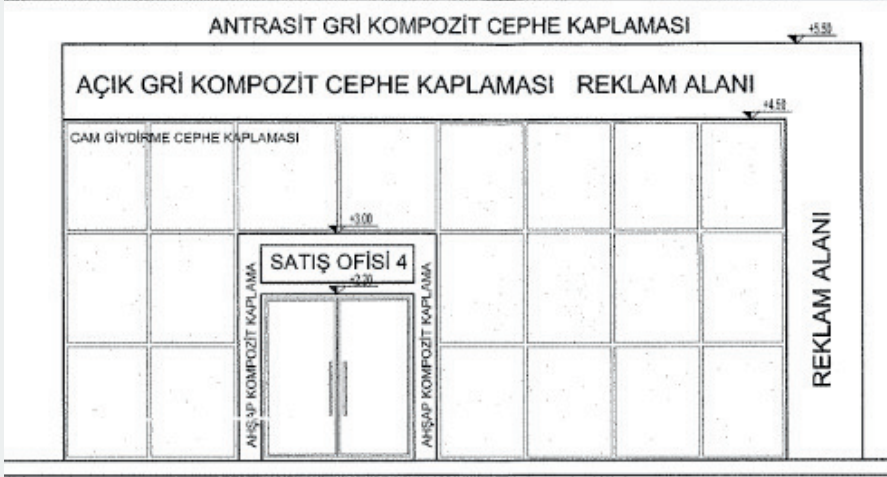 ANTRASİT GRİ KOMPOZİT CEPHE KAPLAMASI
+5.50
AÇIK GRİ KOMPOZİT CEPHE KAPLAMASI REKLAM ALANI
+4.50
CAM GİYDİRME CEPHE KAPLAMASI
+3.00
SATIŞ OFİSİ 4
+2.20
AHŞAP KOMPOZİT KAPLAMA
AHŞAP KOMPOZİT KAPLAMA
REKLAM ALANI